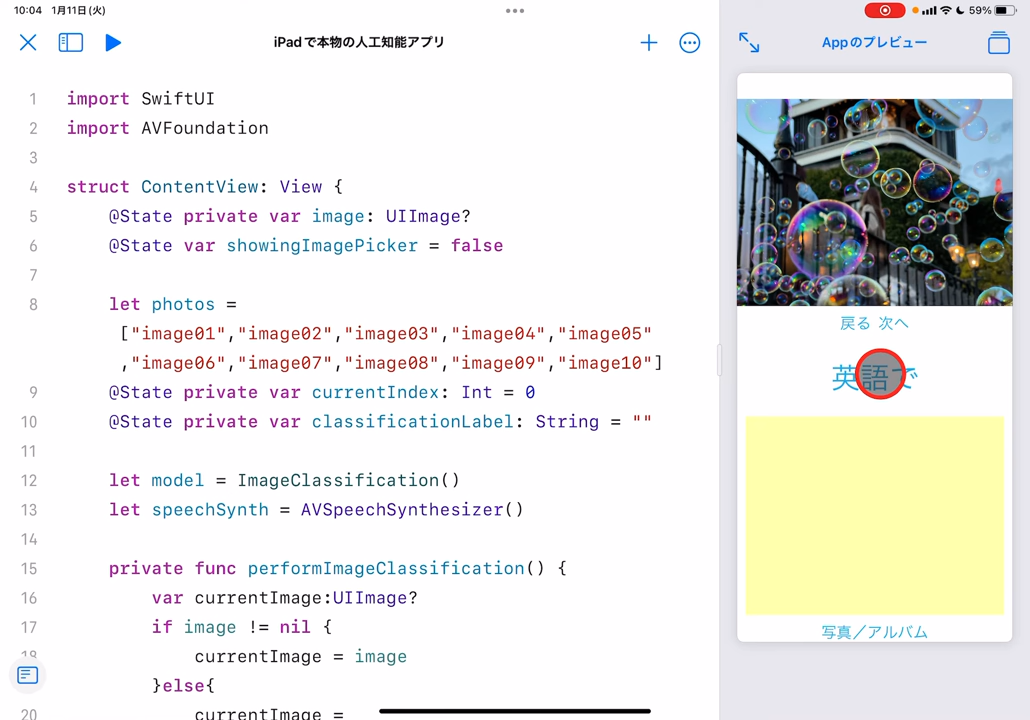 10:04 1月11日(火)
59%
iPadで本物の人工知能アプリ
Appのプレビュー
1 import SwiftUI
2 import AVFoundation
3
4 struct ContentView: View {
5 @State private var image: UIImage?
6 @State var showingImagePicker = false
7
8 let photos =
["image01","image02","image03","image04","image05"
,"image06","image07","image08","image09","image10"]
9 @State private var currentIndex: Int = 0
10 @State private var classificationLabel: String = ""
11
12 let model = ImageClassification()
13 let speechSynth = AVSpeechSynthesizer()
14
15 private func performImageClassification() {
16 var currentImage:UIImage?
17 if image != nil {
18 currentImage = image
}else{
20 currentImage =
戻る 次へ
英語で
写真／アルバム